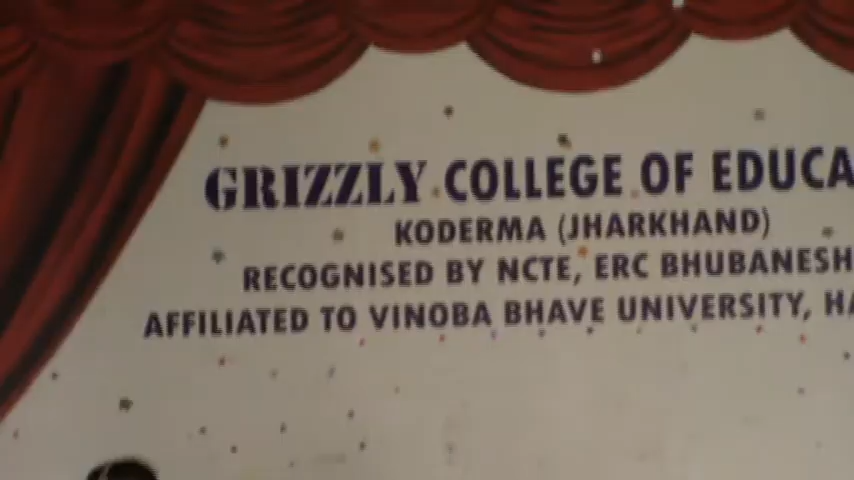 GRIZZLY COLLEGE OF EDUCA
KODERMA (JHARKHAND)
RECOGNISED BY NCTE, ERC BHUBANESH
AFFILIATED TO VINOBA BHAVE UNIVERSITY, HA